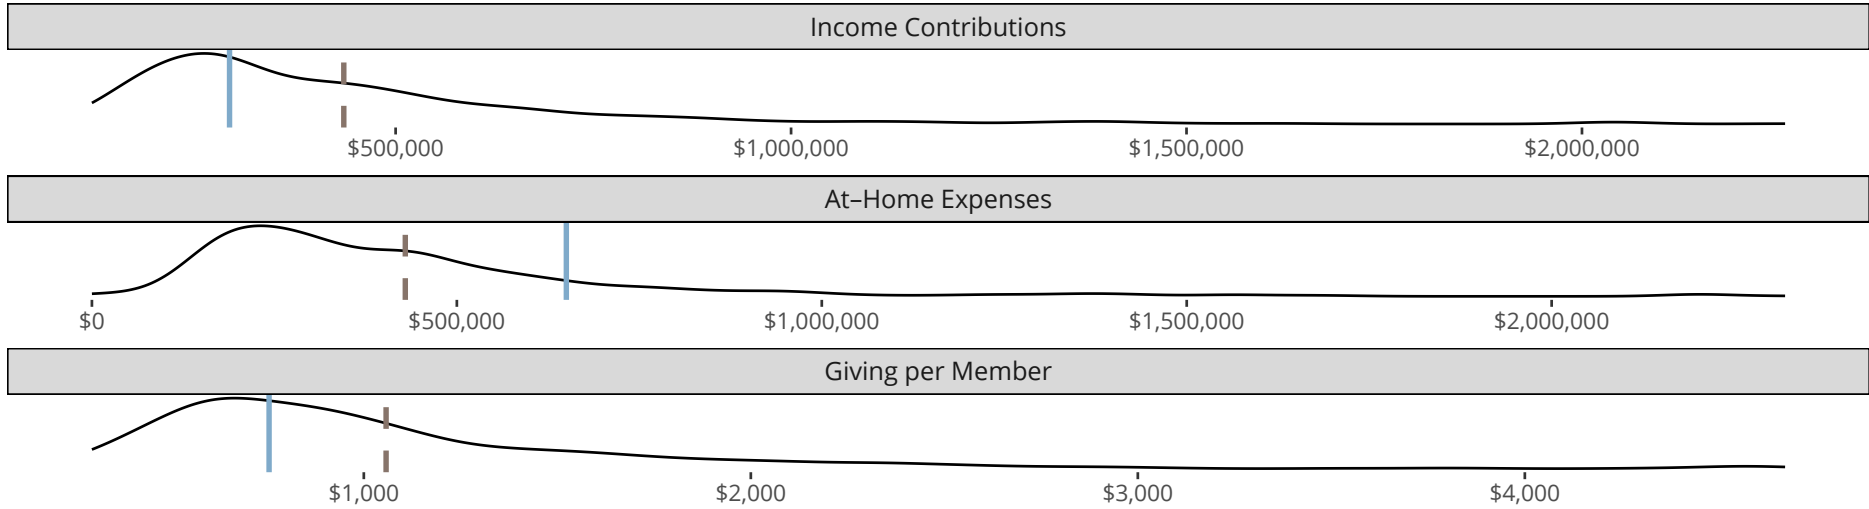 Income Contributions
$500,000 $1,000,000 $1,500,000 $2,000,000
At–Home Expenses
$0 $500,000 $1,000,000 $1,500,000 $2,000,000
Giving per Member
$1,000 $2,000 $3,000 $4,000